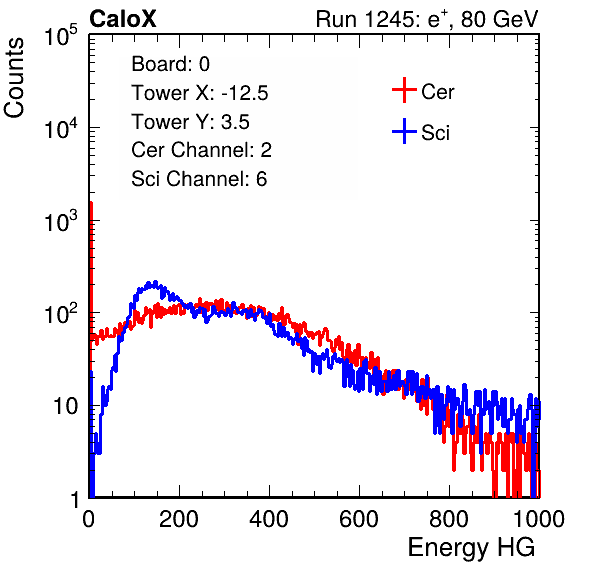 CaloX Run 1245: e⁺, 80 GeV
Counts
10⁵
10⁴
10³
10²
10
1
Board: 0
Tower X: -12.5
Tower Y: 3.5
Cer Channel: 2
Sci Channel: 6
Cer
Sci
0 200 400 600 800 1000
Energy HG